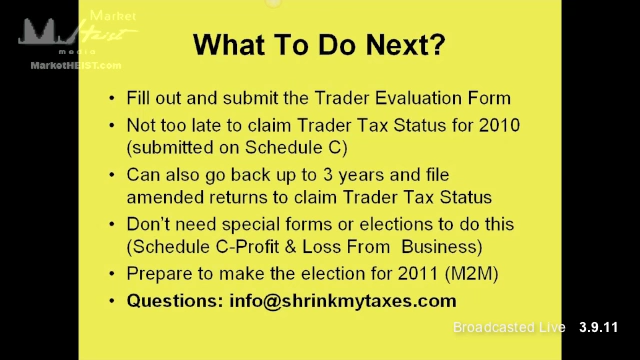 Market
Heist
media
MarketHEIST.com
What To Do Next?
• Fill out and submit the Trader Evaluation Form
• Not too late to claim Trader Tax Status for 2010
(submitted on Schedule C)
• Can also go back up to 3 years and file
amended returns to claim Trader Tax Status
• Don't need special forms or elections to do this
(Schedule C-Profit & Loss From Business)
• Prepare to make the election for 2011 (M2M)
• Questions: info@shrinkmytaxes.com
Broadcasted Live 3.9.11